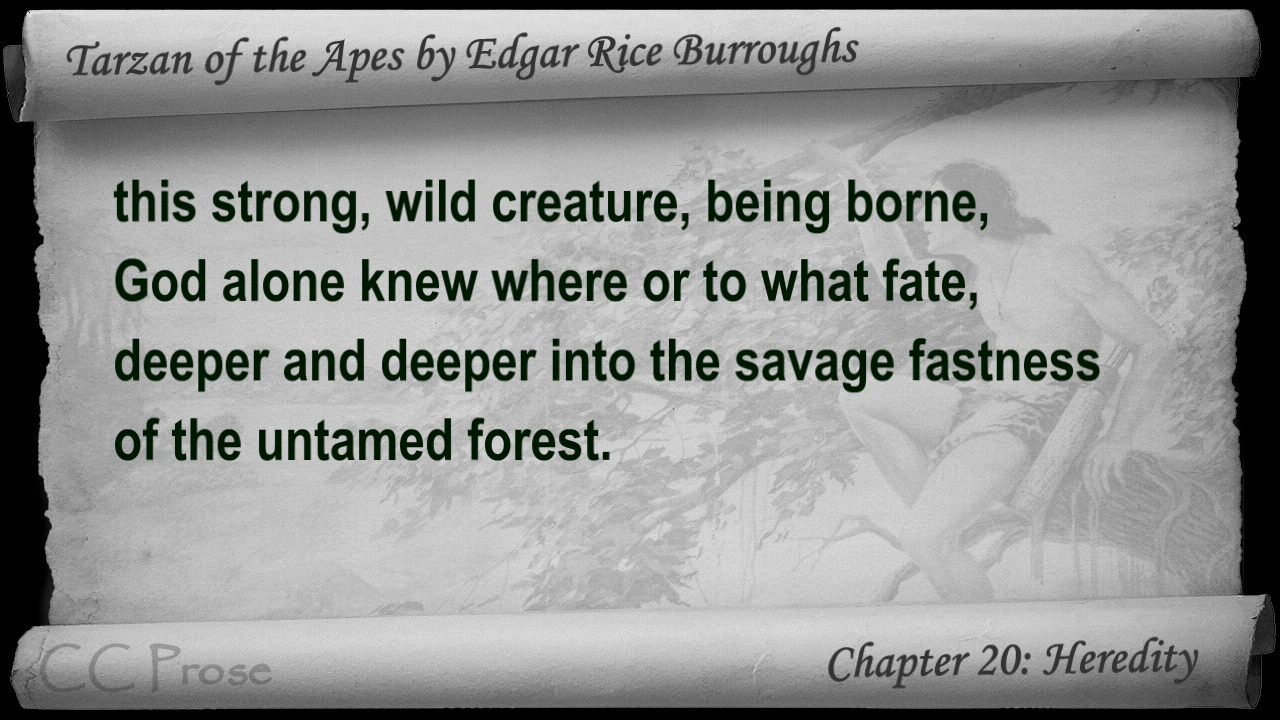 Tarzan of the Apes by Edgar Rice Burroughs
this strong, wild creature, being borne,
God alone knew where or to what fate,
deeper and deeper into the savage fastness
of the untamed forest.
CC Prose
Chapter 20: Heredity